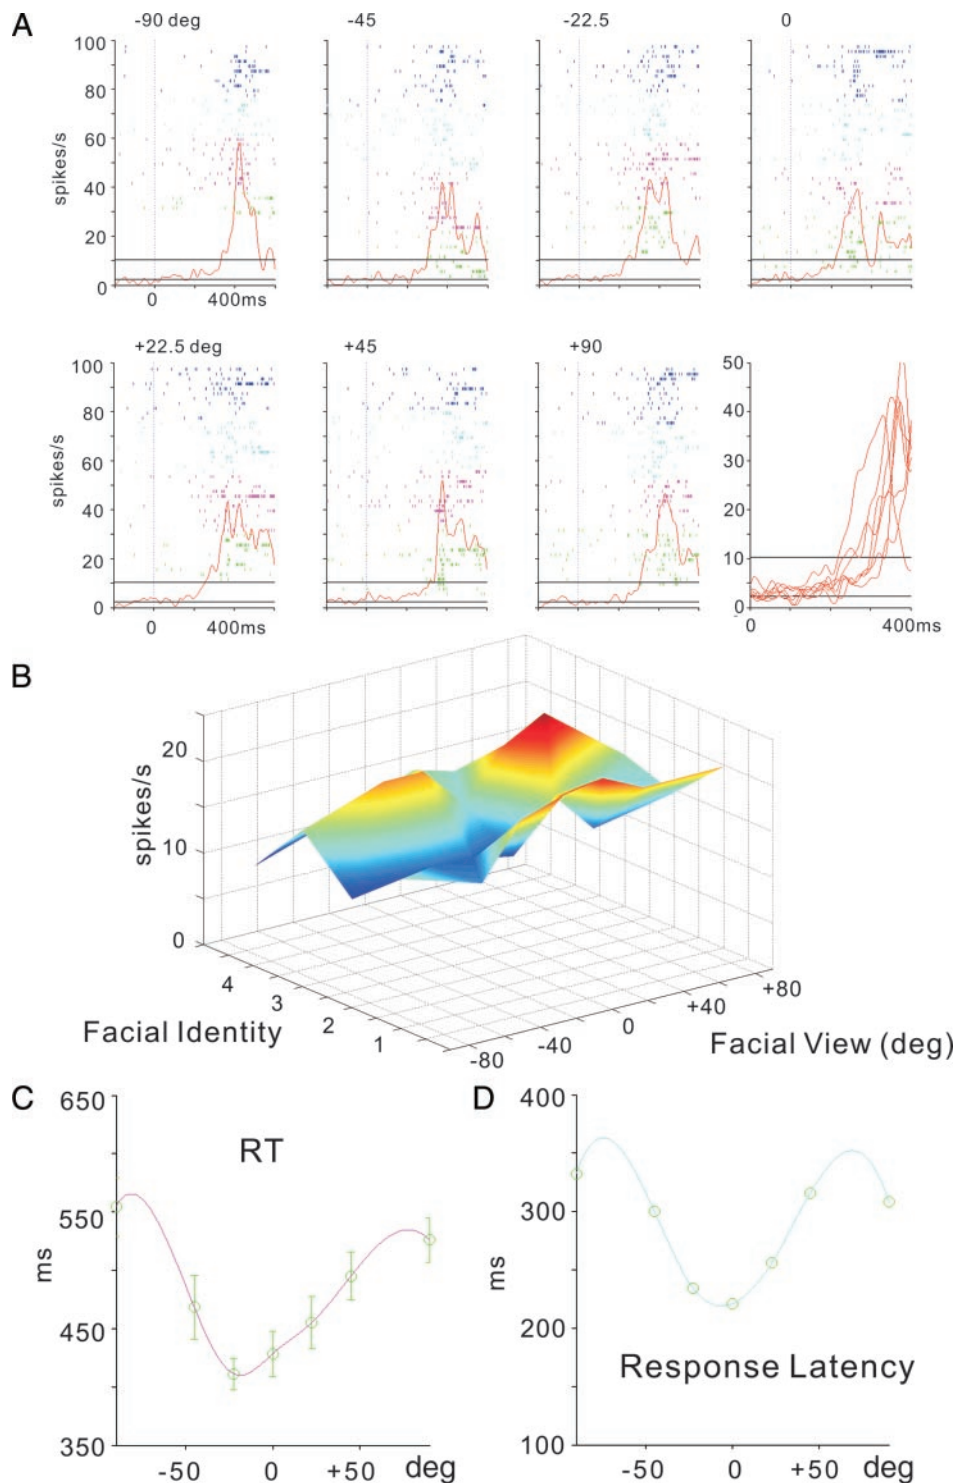 A
-90 deg
-45
-22.5
0
100
80
60
40
20
0
spikes/s
0
400ms
+22.5 deg
+45
+90
100
80
60
40
20
0
spikes/s
0
400ms
50
40
30
20
10
0
0
400ms
B
20
10
0
spikes/s
4
3
2
1
Facial Identity
-80
-40
0
+40
+80
Facial View (deg)
C
650
550
450
350
ms
RT
-50
0
+50
deg
D
400
300
200
100
ms
Response Latency
-50
0
+50
deg